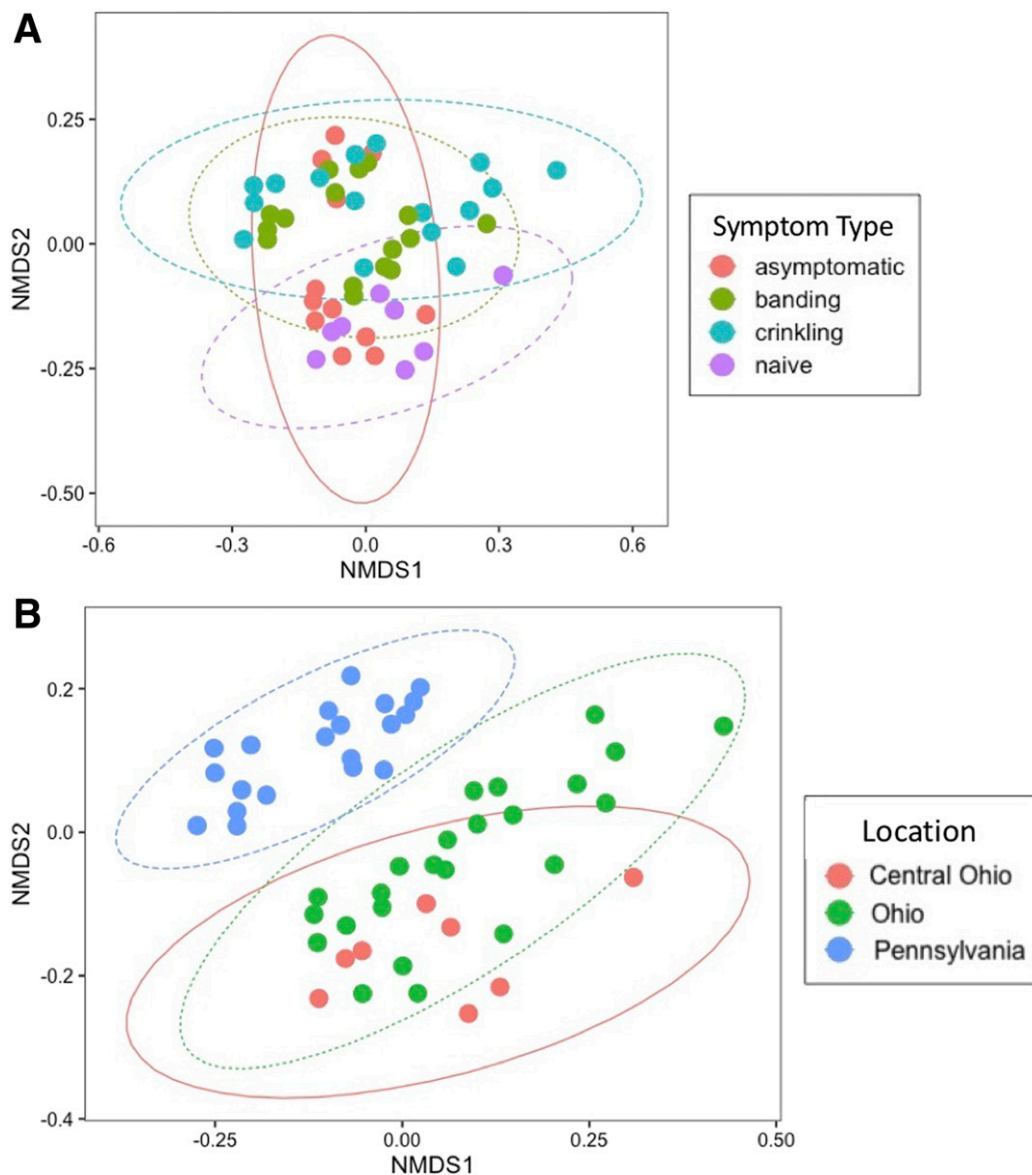 A
0.25
0.00
-0.25
-0.50
NMDS2
-0.6
-0.3
0.0
0.3
0.6
NMDS1
Symptom Type
asymptomatic
banding
crinkling
naive
B
0.2
0.0
-0.2
-0.4
NMDS2
-0.25
0.00
0.25
0.50
NMDS1
Location
Central Ohio
Ohio
Pennsylvania